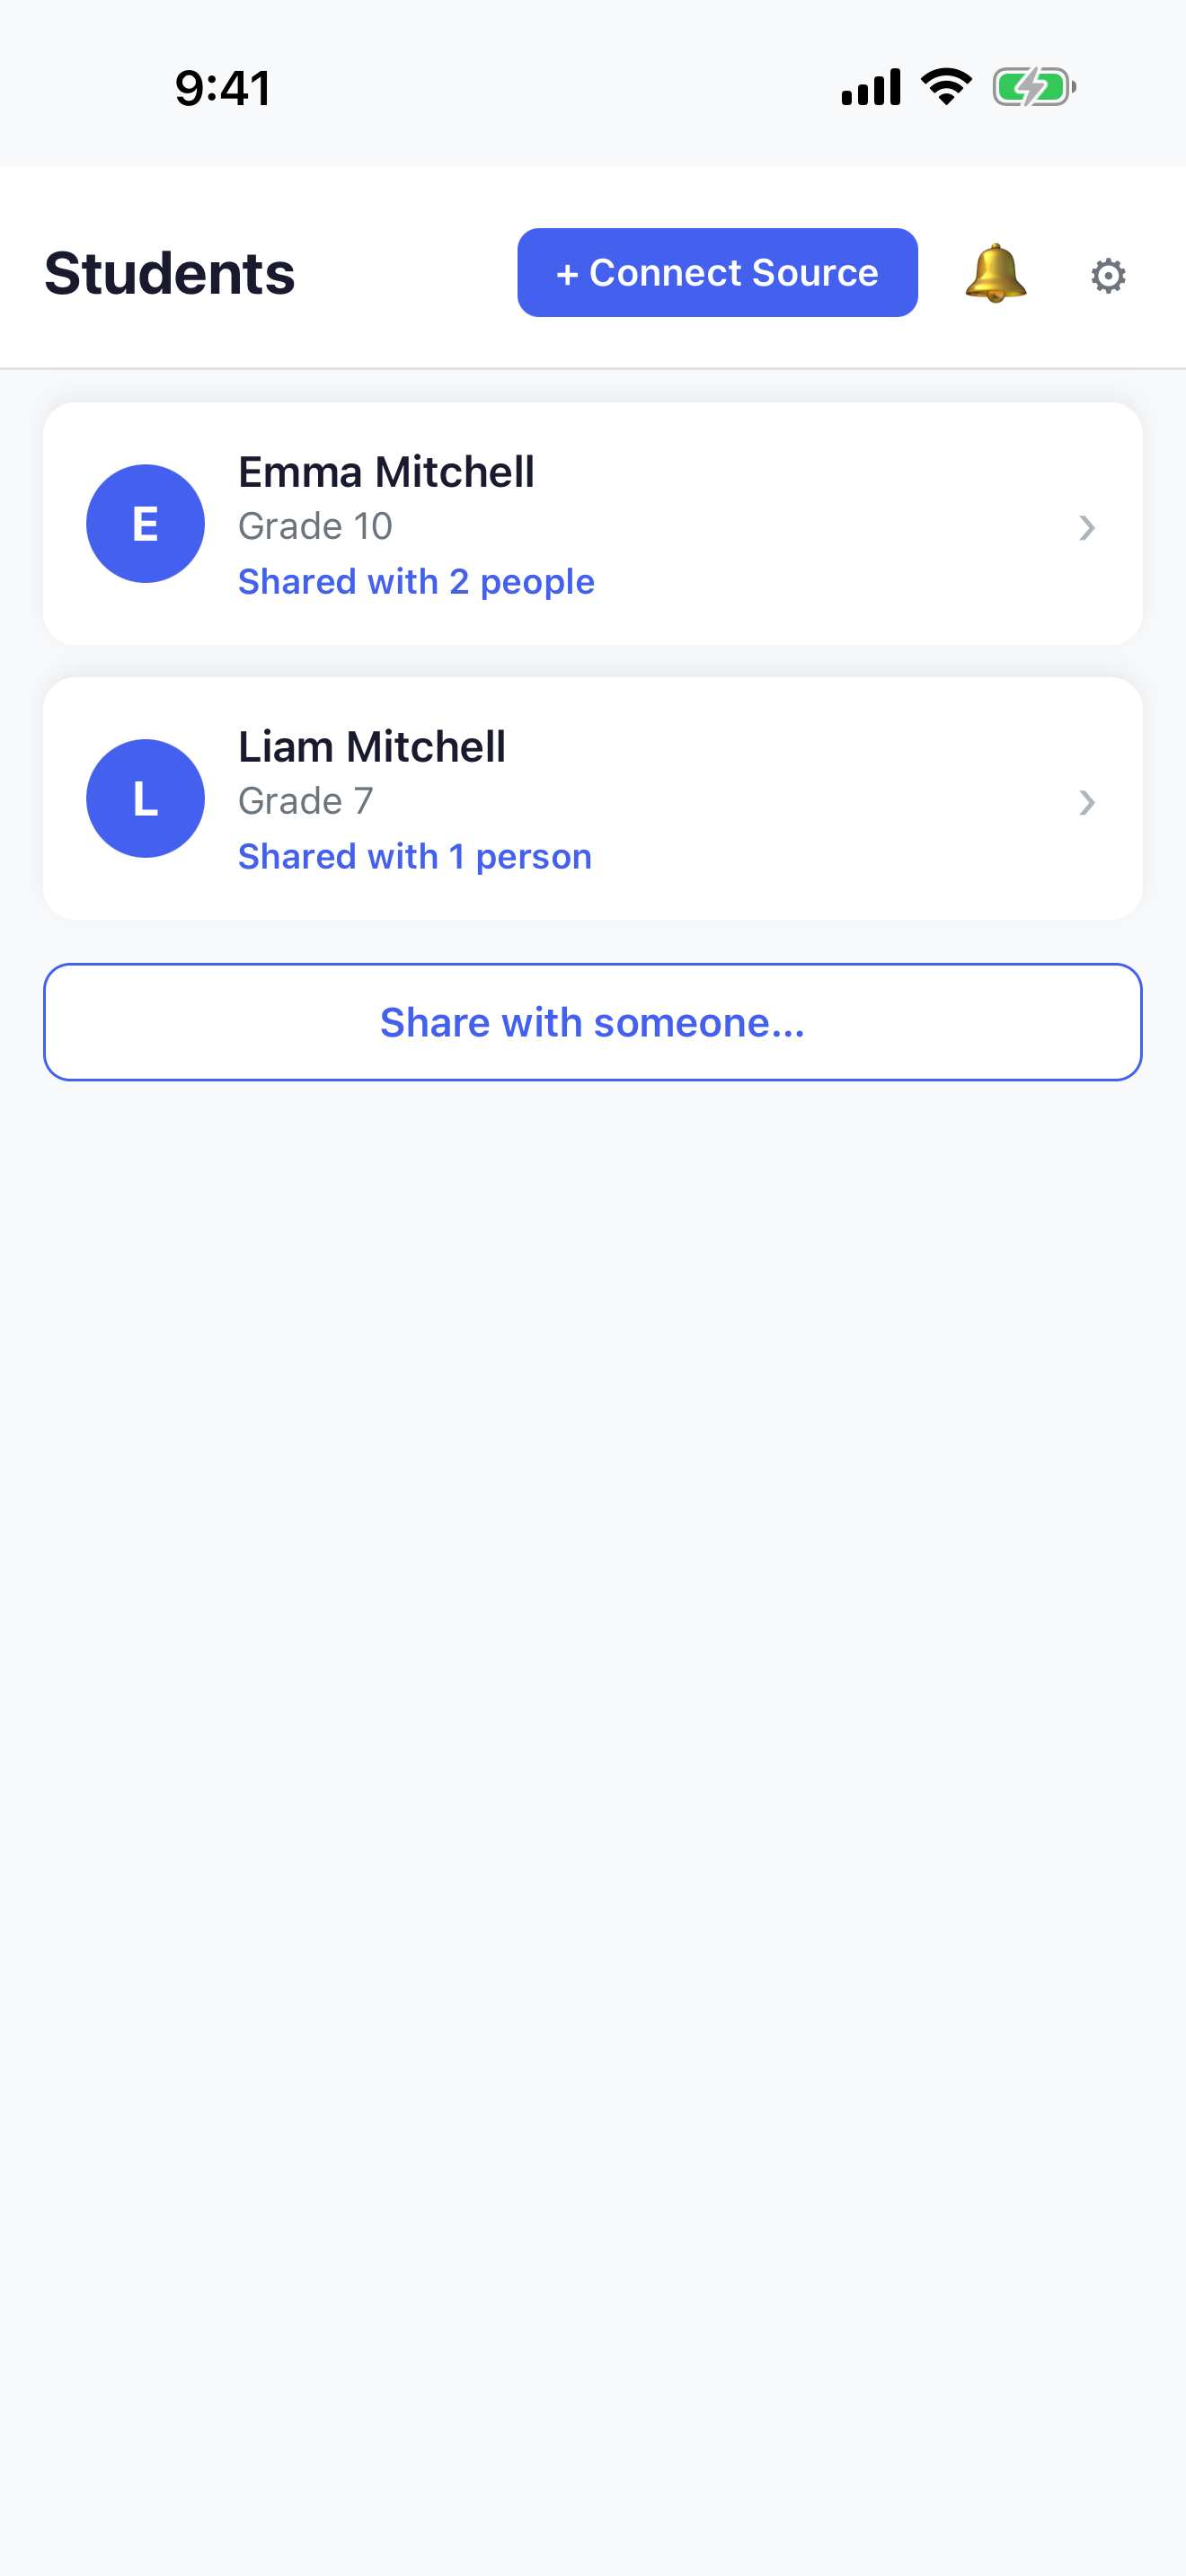 9:41
Students
+ Connect Source
E
Emma Mitchell
Grade 10
Shared with 2 people
L
Liam Mitchell
Grade 7
Shared with 1 person
Share with someone...